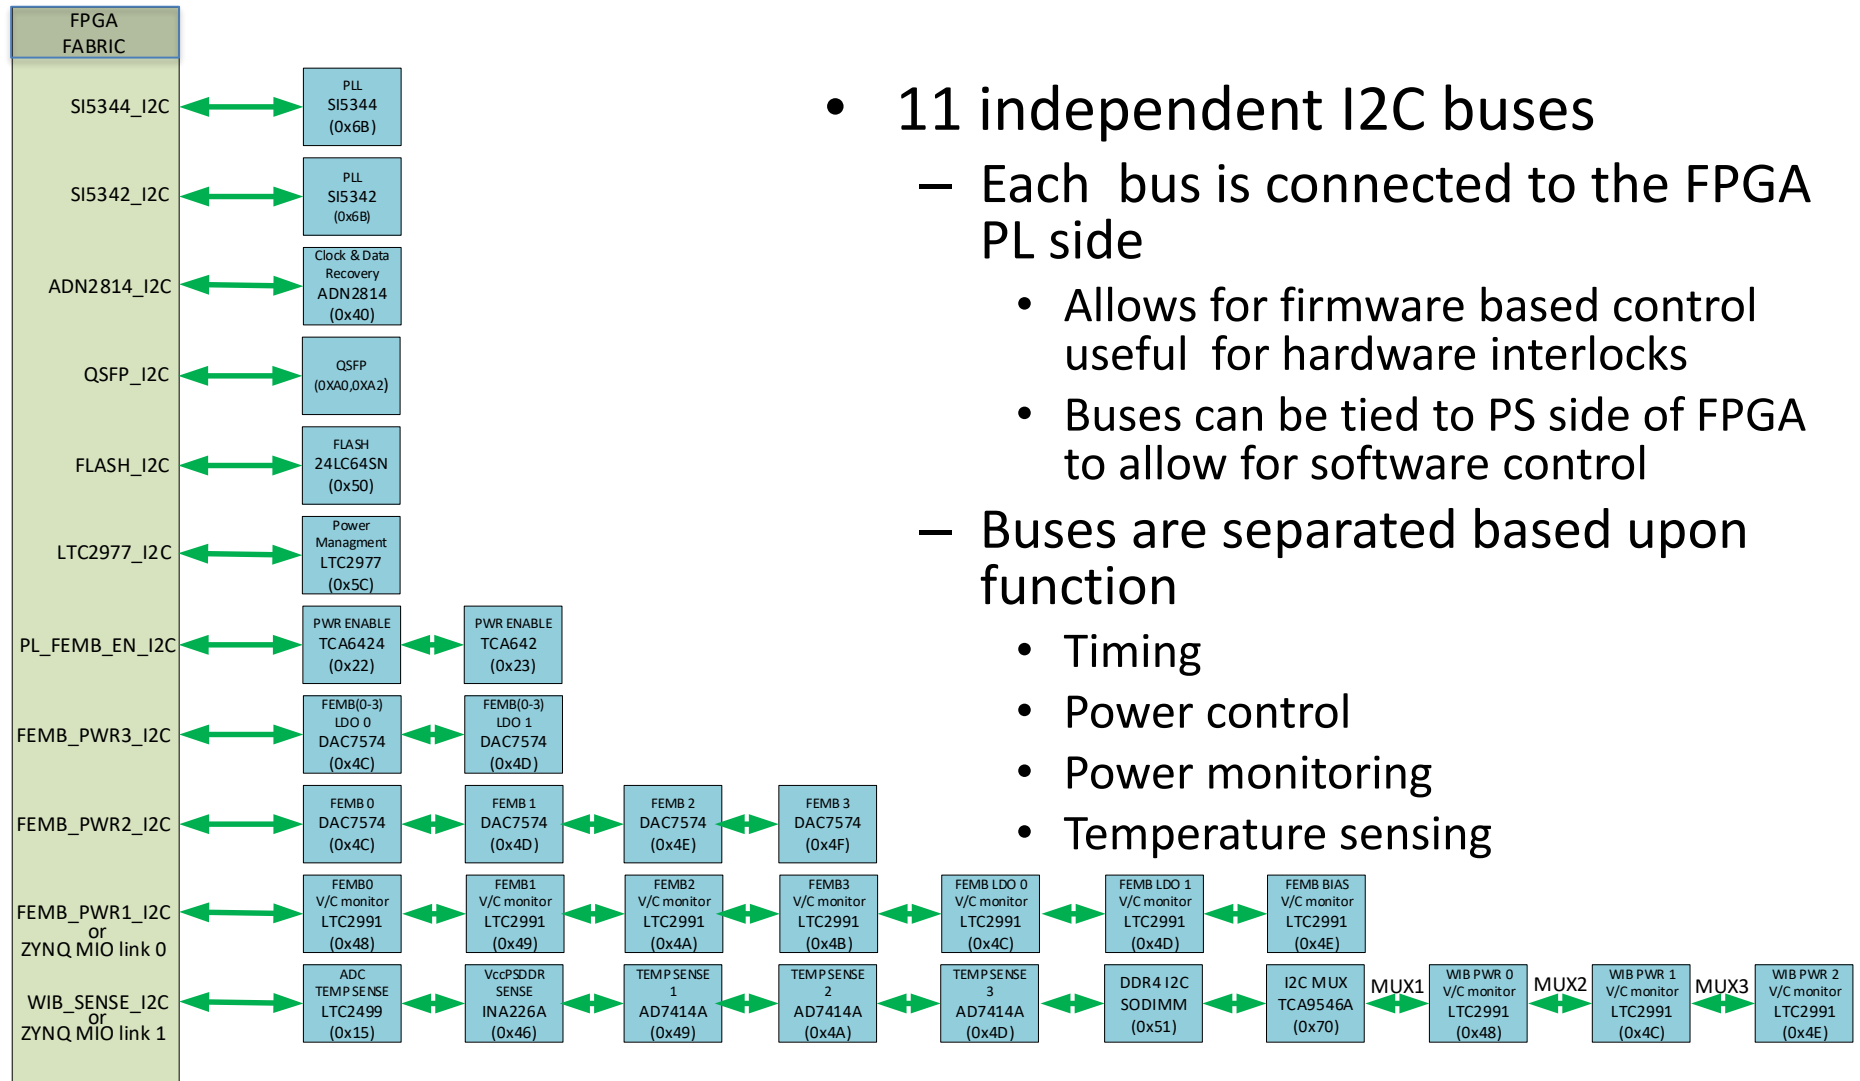 FPGA
FABRIC
SI5344_I2C
PLL
SI5344
(0x6B)
SI5342_I2C
PLL
SI5342
(0x6B)
ADN2814_I2C
Clock & Data
Recovery
ADN2814
(0x40)
QSFP_I2C
QSFP
(0XA0,0XA2)
FLASH_I2C
FLASH
24LC64SN
(0x50)
LTC2977_I2C
Power
Managment
LTC2977
(0x5C)
PL_FEMB_EN_I2C
PWR ENABLE
TCA6424
(0x22)
PWR ENABLE
TCA642
(0x23)
FEMB_PWR3_I2C
FEMB(0-3)
LDO 0
DAC7574
(0x4C)
FEMB(0-3)
LDO 1
DAC7574
(0x4D)
FEMB_PWR2_I2C
FEMB 0
DAC7574
(0x4C)
FEMB 1
DAC7574
(0x4D)
FEMB 2
DAC7574
(0x4E)
FEMB 3
DAC7574
(0x4F)
FEMB_PWR1_I2C
or
ZYNQ MIO link 0
FEMB0
V/C monitor
LTC2991
(0x48)
FEMB1
V/C monitor
LTC2991
(0x49)
FEMB2
V/C monitor
LTC2991
(0x4A)
FEMB3
V/C monitor
LTC2991
(0x4B)
FEMB LDO 0
V/C monitor
LTC2991
(0x4C)
FEMB LDO 1
V/C monitor
LTC2991
(0x4D)
FEMB BIAS
V/C monitor
LTC2991
(0x4E)
WIB_SENSE_I2C
or
ZYNQ MIO link 1
ADC
TEMP SENSE
LTC2499
(0x15)
VccPSDDR
SENSE
INA226A
(0x46)
TEMP SENSE
1
AD7414A
(0x49)
TEMP SENSE
2
AD7414A
(0x4A)
TEMP SENSE
3
AD7414A
(0x4D)
DDR4 I2C
SODIMM
(0x51)
I2C MUX
TCA9546A
(0x70)
MUX1
WIB PWR 0
V/C monitor
LTC2991
(0x48)
MUX2
WIB PWR 1
V/C monitor
LTC2991
(0x4C)
MUX3
WIB PWR 2
V/C monitor
LTC2991
(0x4E)
• 11 independent I2C buses
– Each bus is connected to the FPGA
PL side
• Allows for firmware based control
useful for hardware interlocks
• Buses can be tied to PS side of FPGA
to allow for software control
– Buses are separated based upon
function
• Timing
• Power control
• Power monitoring
• Temperature sensing